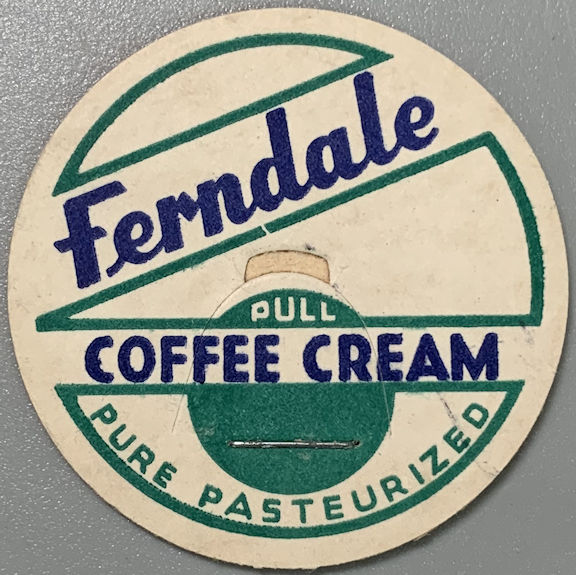 Ferndale
PULL
COFFEE CREAM
PURE PASTEURIZED